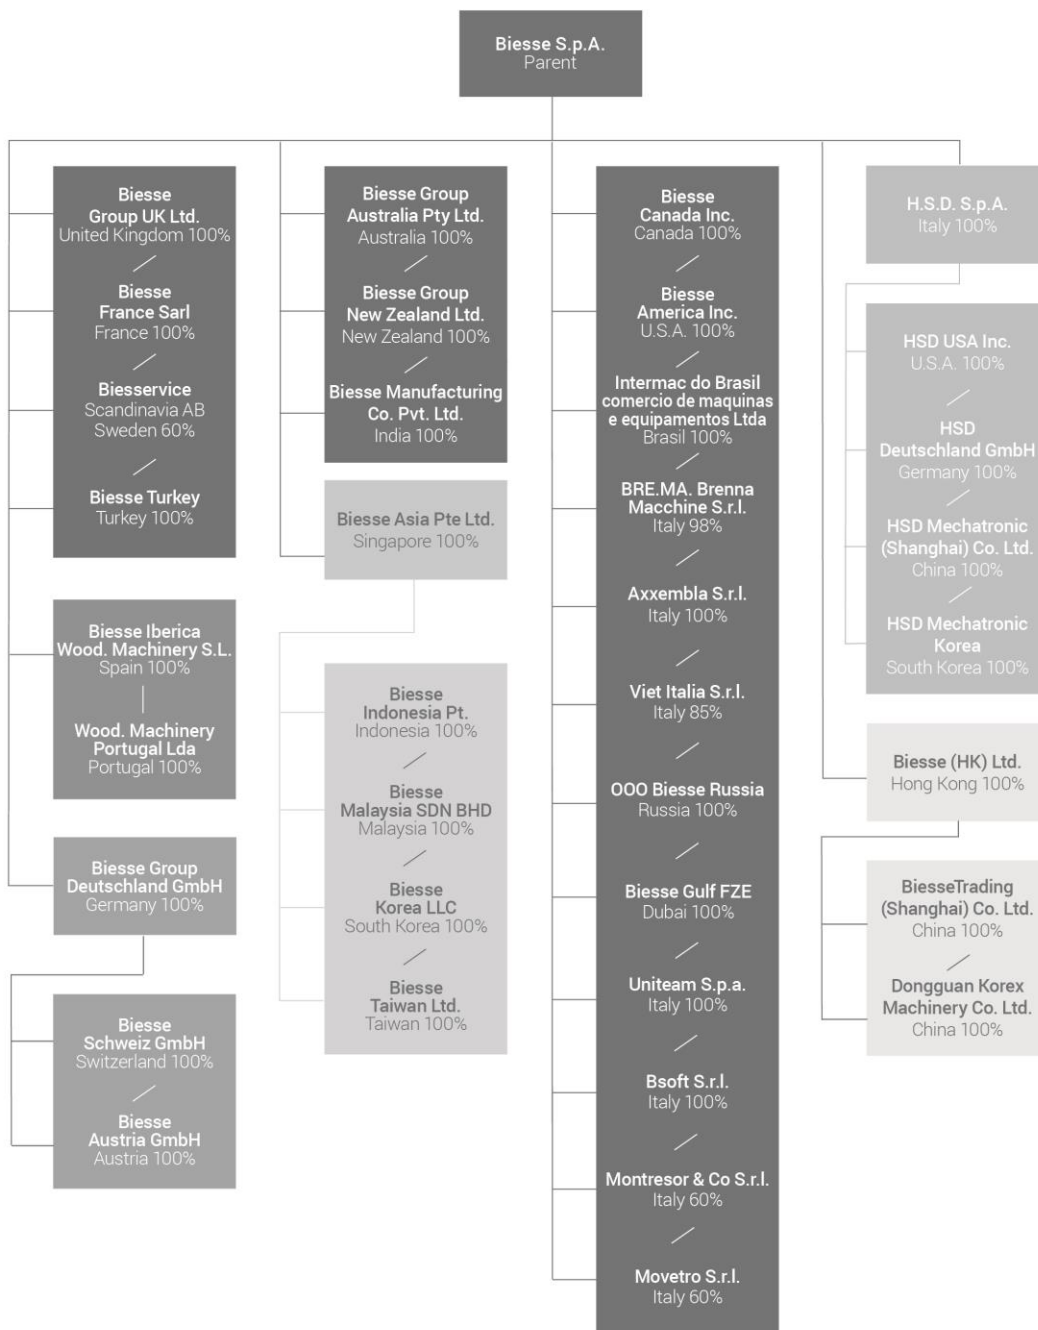 Biesse S.p.A.
Parent
Biesse
Group UK Ltd.
United Kingdom 100%
Biesse
France Sarl
France 100%
Biesservice
Scandinavia AB
Sweden 60%
Biesse Turkey
Turkey 100%
Biesse Iberica
Wood. Machinery S.L.
Spain 100%
Wood. Machinery
Portugal Lda
Portugal 100%
Biesse Group
Deutschland GmbH
Germany 100%
Biesse
Schweiz GmbH
Switzerland 100%
Biesse
Austria GmbH
Austria 100%
Biesse Group
Australia Pty Ltd.
Australia 100%
Biesse Group
New Zealand Ltd.
New Zealand 100%
Biesse Manufacturing
Co. Pvt. Ltd.
India 100%
Biesse Asia Pte Ltd.
Singapore 100%
Biesse
Indonesia Pt.
Indonesia 100%
Biesse
Malaysia SDN BHD
Malaysia 100%
Biesse
Korea LLC
South Korea 100%
Biesse
Taiwan Ltd.
Taiwan 100%
Biesse
Canada Inc.
Canada 100%
Biesse
America Inc.
U.S.A. 100%
Intermac do Brasil
comercio de maquinas
e equipamentos Ltda
Brasil 100%
BRE.MA. Brenna
Macchine S.r.l.
Italy 98%
Axxembla S.r.l.
Italy 100%
Viet Italia S.r.l.
Italy 85%
OOO Biesse Russia
Russia 100%
Biesse Gulf FZE
Dubai 100%
Uniteam S.p.a.
Italy 100%
Bsoft S.r.l.
Italy 100%
Montresor & Co S.r.l.
Italy 60%
Movetro S.r.l.
Italy 60%
H.S.D. S.p.A.
Italy 100%
HSD USA Inc.
U.S.A. 100%
HSD
Deutschland GmbH
Germany 100%
HSD Mechatronic
(Shanghai) Co. Ltd.
China 100%
HSD Mechatronic
Korea
South Korea 100%
Biesse (HK) Ltd.
Hong Kong 100%
BiesseTrading
(Shanghai) Co. Ltd.
China 100%
Dongguan Korex
Machinery Co. Ltd.
China 100%